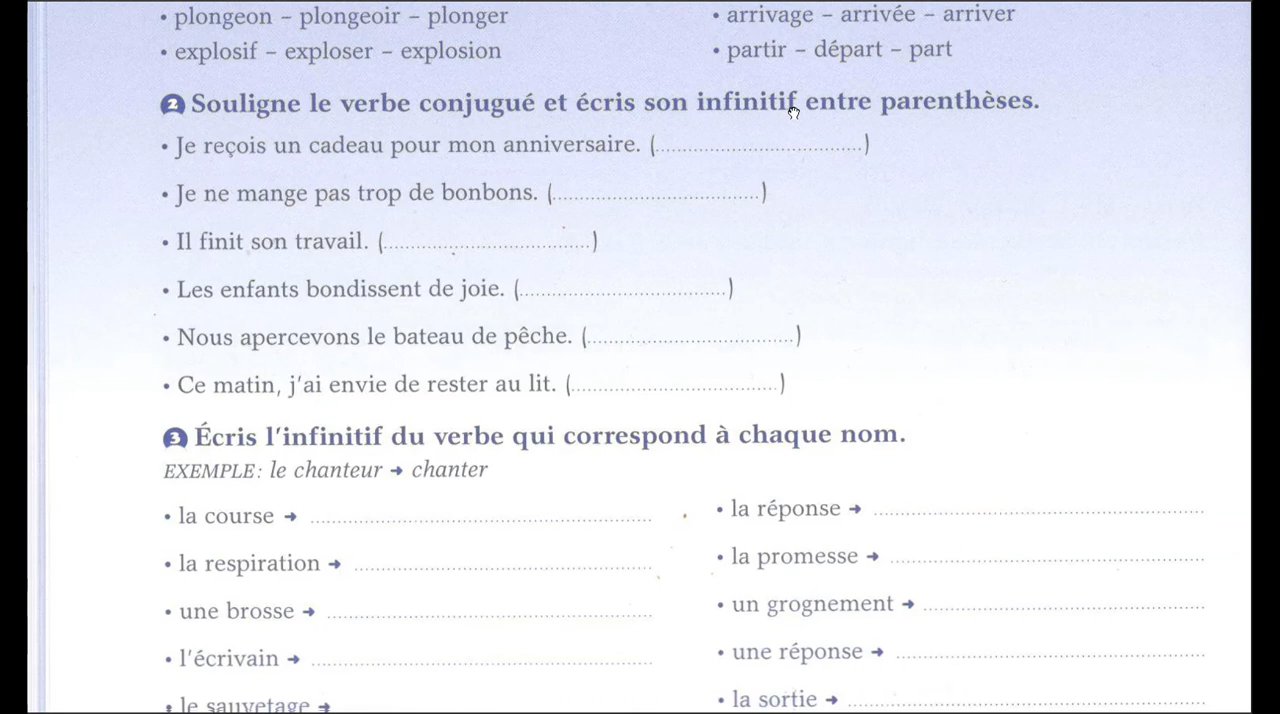 • plongeon – plongeoir – plonger
• arrivage – arrivée – arriver
• explosif – exploser – explosion
• partir – départ – part
2 Souligne le verbe conjugué et écris son infinitif entre parenthèses.
• Je reçois un cadeau pour mon anniversaire. (........................................)
• Je ne mange pas trop de bonbons. (........................................)
• Il finit son travail. (........................................)
• Les enfants bondissent de joie. (........................................)
• Nous apercevons le bateau de pêche. (........................................)
• Ce matin, j'ai envie de rester au lit. (........................................)
3 Écris l'infinitif du verbe qui correspond à chaque nom.
EXEMPLE : le chanteur ➜ chanter
• la course ➜ ........................................
• la réponse ➜ ........................................
• la respiration ➜ ........................................
• la promesse ➜ ........................................
• une brosse ➜ ........................................
• un grognement ➜ ........................................
• l'écrivain ➜ ........................................
• une réponse ➜ ........................................
• le sauvetage ➜
• la sortie ➜ ........................................